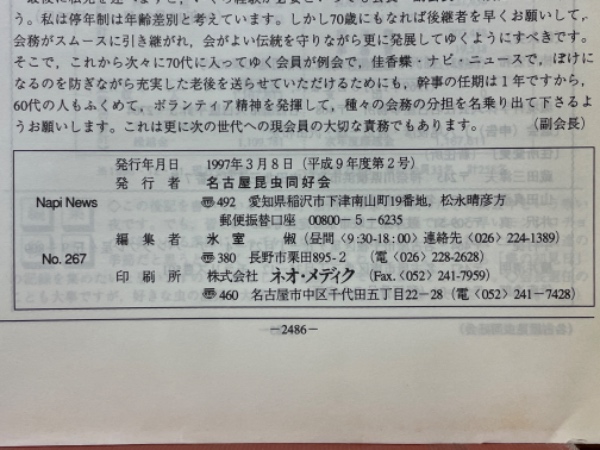 う。私は停年制は年齢差別と考えています。しかし70歳にもなれば後継者を早くお願いして,
会務がスムースに引き継がれ，会がよい伝統を守りながら更に発展してゆくようにすべきです。
そこで，これから次々に70代に入ってゆく会員が例会で，佳香蝶・ナピ・ニュースで，ぼけに
なるのを防ぎながら充実した老後を送らせていただけるためにも，幹事の任期は1年ですから，
60代の人もふくめて，ボランティア精神を発揮して，種々の会務の分担を名乗り出て下さるよ
うお願いします。これは更に次の世代への現会員の大切な責務でもあります。（副会長）
発行年月日 1997年3月8日（平成9年度第2号）
発行者 名古屋昆虫同好会
Napi News 〠492 愛知県稲沢市下津南山町19番地，松永晴彦方
郵便振替口座 00800－5－6235
編集者 氷室 椒（昼間〈9:30-18:00〉連絡先〈026〉224-1389）
No. 267 〠380 長野市栗田895-2（電〈026〉228-2628）
印刷所 株式会社 ネオ・メディク（Fax.〈052〉241-7959）
〠460 名古屋市中区千代田五丁目22－28（電〈052〉241－7428）
－2486－